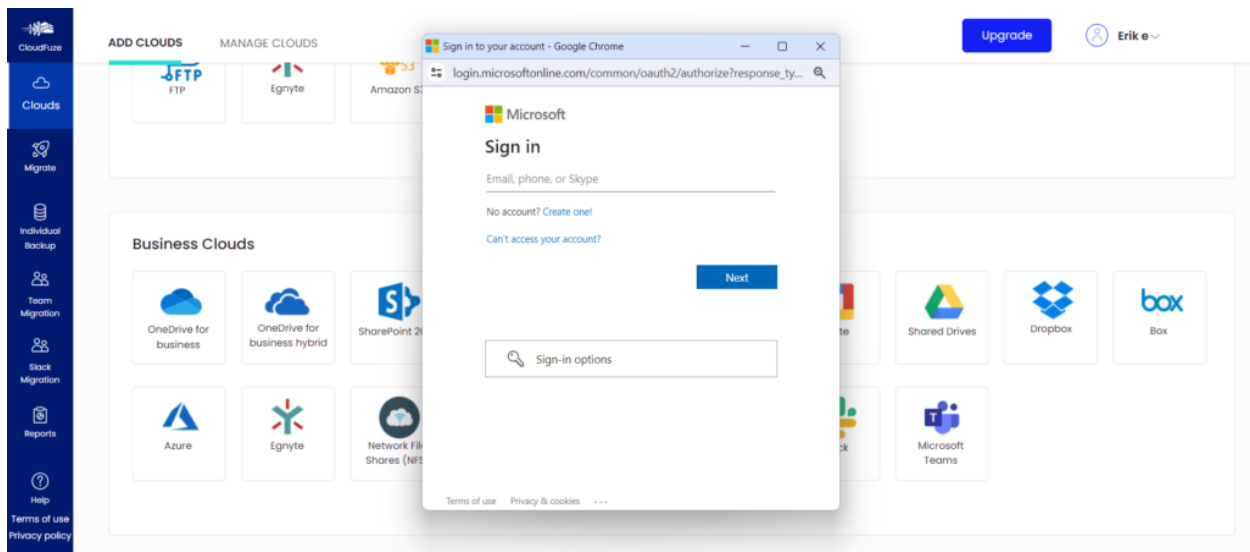 CloudFuze
Clouds
Migrate
Individual
Backup
Team
Migration
Slack
Migration
Reports
Help
Terms of use
Privacy policy
ADD CLOUDS
MANAGE CLOUDS
Upgrade
Erik e
FTP
FTP
Egnyte
S3
Amazon S3
Business Clouds
OneDrive for
business
OneDrive for
business hybrid
SharePoint 2
Shared Drives
Dropbox
box
Box
Azure
Egnyte
Network Fil
Shares (NFS
Microsoft
Teams
Sign in to your account - Google Chrome
login.microsoftonline.com/common/oauth2/authorize?response_ty...
Microsoft
Sign in
Email, phone, or Skype
No account? Create one!
Can't access your account?
Next
Sign-in options
Terms of use Privacy & cookies ...